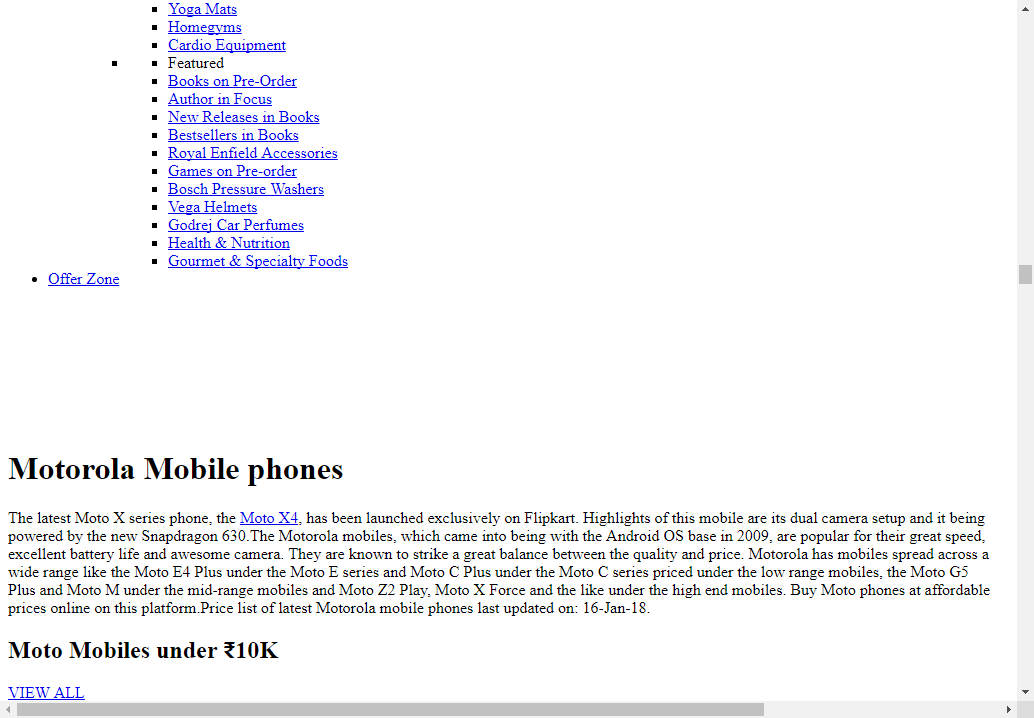 Yoga Mats
Homegyms
Cardio Equipment
Featured
Books on Pre-Order
Author in Focus
New Releases in Books
Bestsellers in Books
Royal Enfield Accessories
Games on Pre-order
Bosch Pressure Washers
Vega Helmets
Godrej Car Perfumes
Health & Nutrition
Gourmet & Specialty Foods
Offer Zone
Motorola Mobile phones
The latest Moto X series phone, the Moto X4, has been launched exclusively on Flipkart. Highlights of this mobile are its dual camera setup and it being
powered by the new Snapdragon 630.The Motorola mobiles, which came into being with the Android OS base in 2009, are popular for their great speed,
excellent battery life and awesome camera. They are known to strike a great balance between the quality and price. Motorola has mobiles spread across a
wide range like the Moto E4 Plus under the Moto E series and Moto C Plus under the Moto C series priced under the low range mobiles, the Moto G5
Plus and Moto M under the mid-range mobiles and Moto Z2 Play, Moto X Force and the like under the high end mobiles. Buy Moto phones at affordable
prices online on this platform.Price list of latest Motorola mobile phones last updated on: 16-Jan-18.
Moto Mobiles under ₹10K
VIEW ALL